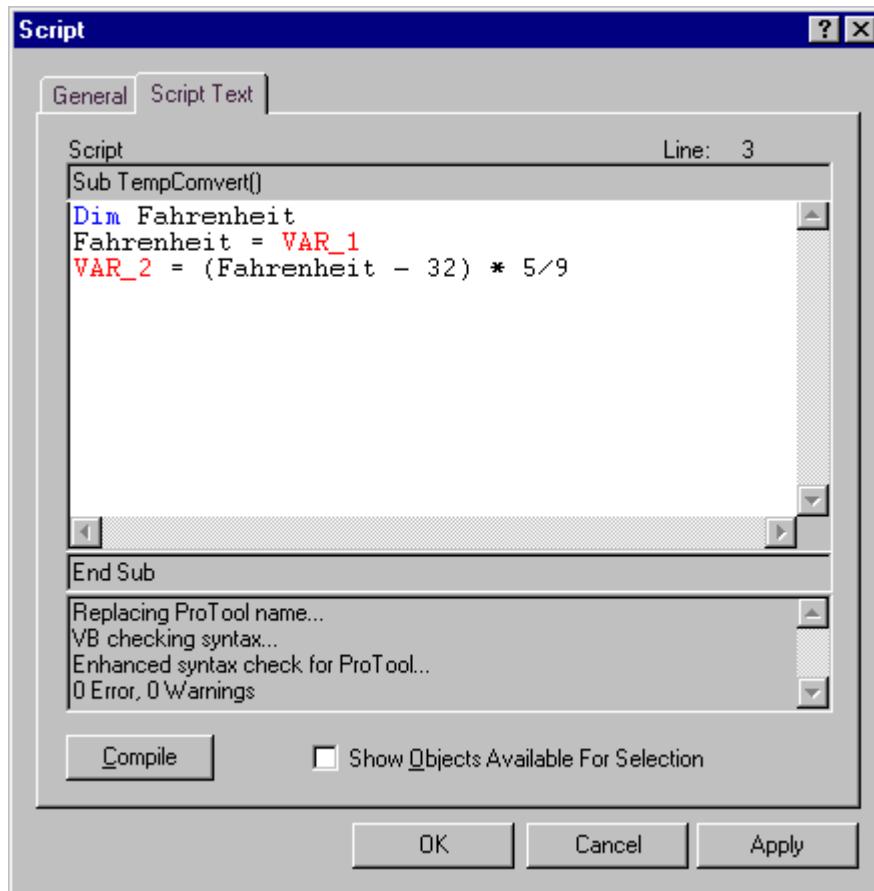 Script
General Script Text
Script Line: 3
Sub TempComvert()
Dim Fahrenheit
Fahrenheit = VAR_1
VAR_2 = (Fahrenheit - 32) * 5/9
End Sub
Replacing ProTool name...
VB checking syntax...
Enhanced syntax check for ProTool...
0 Error, 0 Warnings
Compile Show Objects Available For Selection
OK Cancel Apply